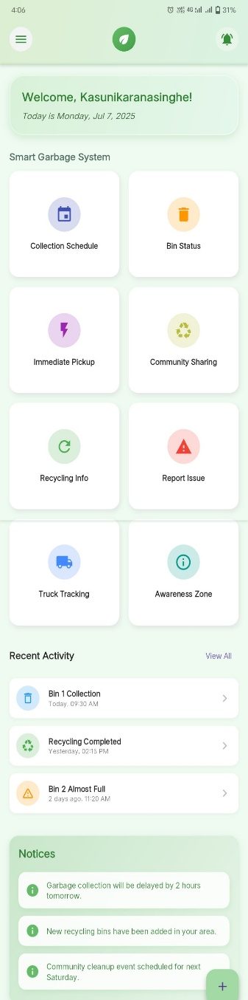 4:06
4G
31%
Welcome, Kasunikaranasinghe!
Today is Monday, Jul 7, 2025
Smart Garbage System
Collection Schedule
Bin Status
Immediate Pickup
Community Sharing
Recycling Info
Report Issue
Truck Tracking
Awareness Zone
Recent Activity
View All
Bin 1 Collection
Today, 09:30 AM
Recycling Completed
Yesterday, 02:15 PM
Bin 2 Almost Full
2 days ago, 11:20 AM
Notices
Garbage collection will be delayed by 2 hours
tomorrow.
New recycling bins have been added in your area.
Community cleanup event scheduled for next
Saturday.